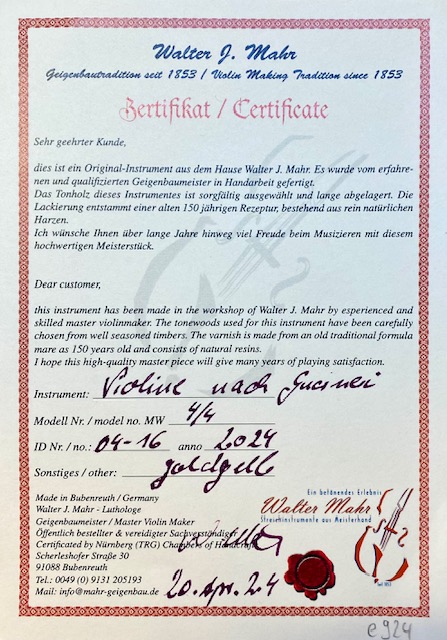 Walter J. Mahr
Geigenbautradition seit 1853 / Violin Making Tradition since 1853
Zertifikat / Certificate
Sehr geehrter Kunde,
dies ist ein Original-Instrument aus dem Hause Walter J. Mahr. Es wurde vom erfahre-
nen und qualifizierten Geigenbaumeister in Handarbeit gefertigt.
Das Tonholz dieses Instrumentes ist sorgfältig ausgewählt und lange abgelagert. Die
Lackierung entstammt einer alten 150 jährigen Rezeptur, bestehend aus rein natürlichen
Harzen.
Ich wünsche Ihnen über lange Jahre hinweg viel Freude beim Musizieren mit diesem
hochwertigen Meisterstück.
Dear customer,
this instrument has been made in the workshop of Walter J. Mahr by esperienced and
skilled master violinmaker. The tonewoods used for this instrument have been carefully
chosen from well seasoned timbers. The varnish is made from an old traditional formula
mare as 150 years old and consists of natural resins.
I hope this high-quality master piece will give many years of playing satisfaction.
Instrument: Violine nach Guarneri
Modell Nr. / model no. MW 4/4
ID Nr. / no.: 04-16 anno 2024
Sonstiges / other: goldgelb
Made in Bubenreuth / Germany
Walter J. Mahr - Luthologe
Geigenbaumeister / Master Violin Maker
Öffentlich bestellter & vereidigter Sachverständiger
Certificated by Nürnberg (TRG) Chambers of Handcraft
Scherleshofer Straße 30
91088 Bubenreuth
Tel.: 0049 (0) 9131 205193
Mail: info@mahr-geigenbau.de
20. Apr. 24
Ein betönendes Erlebnis
Walter Mahr
Streichinstrumente aus Meisterhand
seit 1853
e924